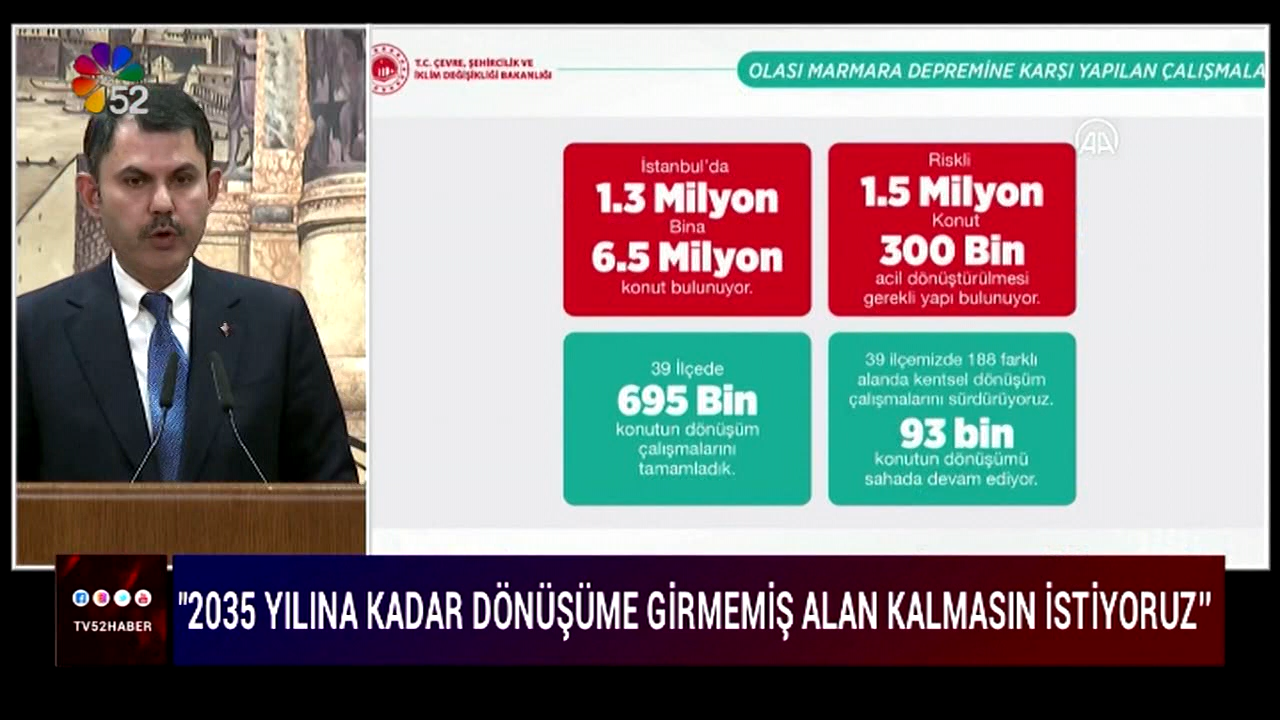 52
T.C. ÇEVRE, ŞEHİRCİLİK VE
İKLİM DEĞİŞİKLİĞİ BAKANLIĞI
OLASI MARMARA DEPREMİNE KARŞI YAPILAN ÇALIŞMALA
AA
İstanbul'da
1.3 Milyon
Bina
6.5 Milyon
konut bulunuyor.
Riskli
1.5 Milyon
Konut
300 Bin
acil dönüştürülmesi
gerekli yapı bulunuyor.
39 İlçede
695 Bin
konutun dönüşüm
çalışmalarını
tamamladık.
39 ilçemizde 188 farklı
alanda kentsel dönüşüm
çalışmalarını sürdürüyoruz.
93 bin
konutun dönüşümü
sahada devam ediyor.
TV52HABER
"2035 YILINA KADAR DÖNÜŞÜME GİRMEMİŞ ALAN KALMASIN İSTİYORUZ"